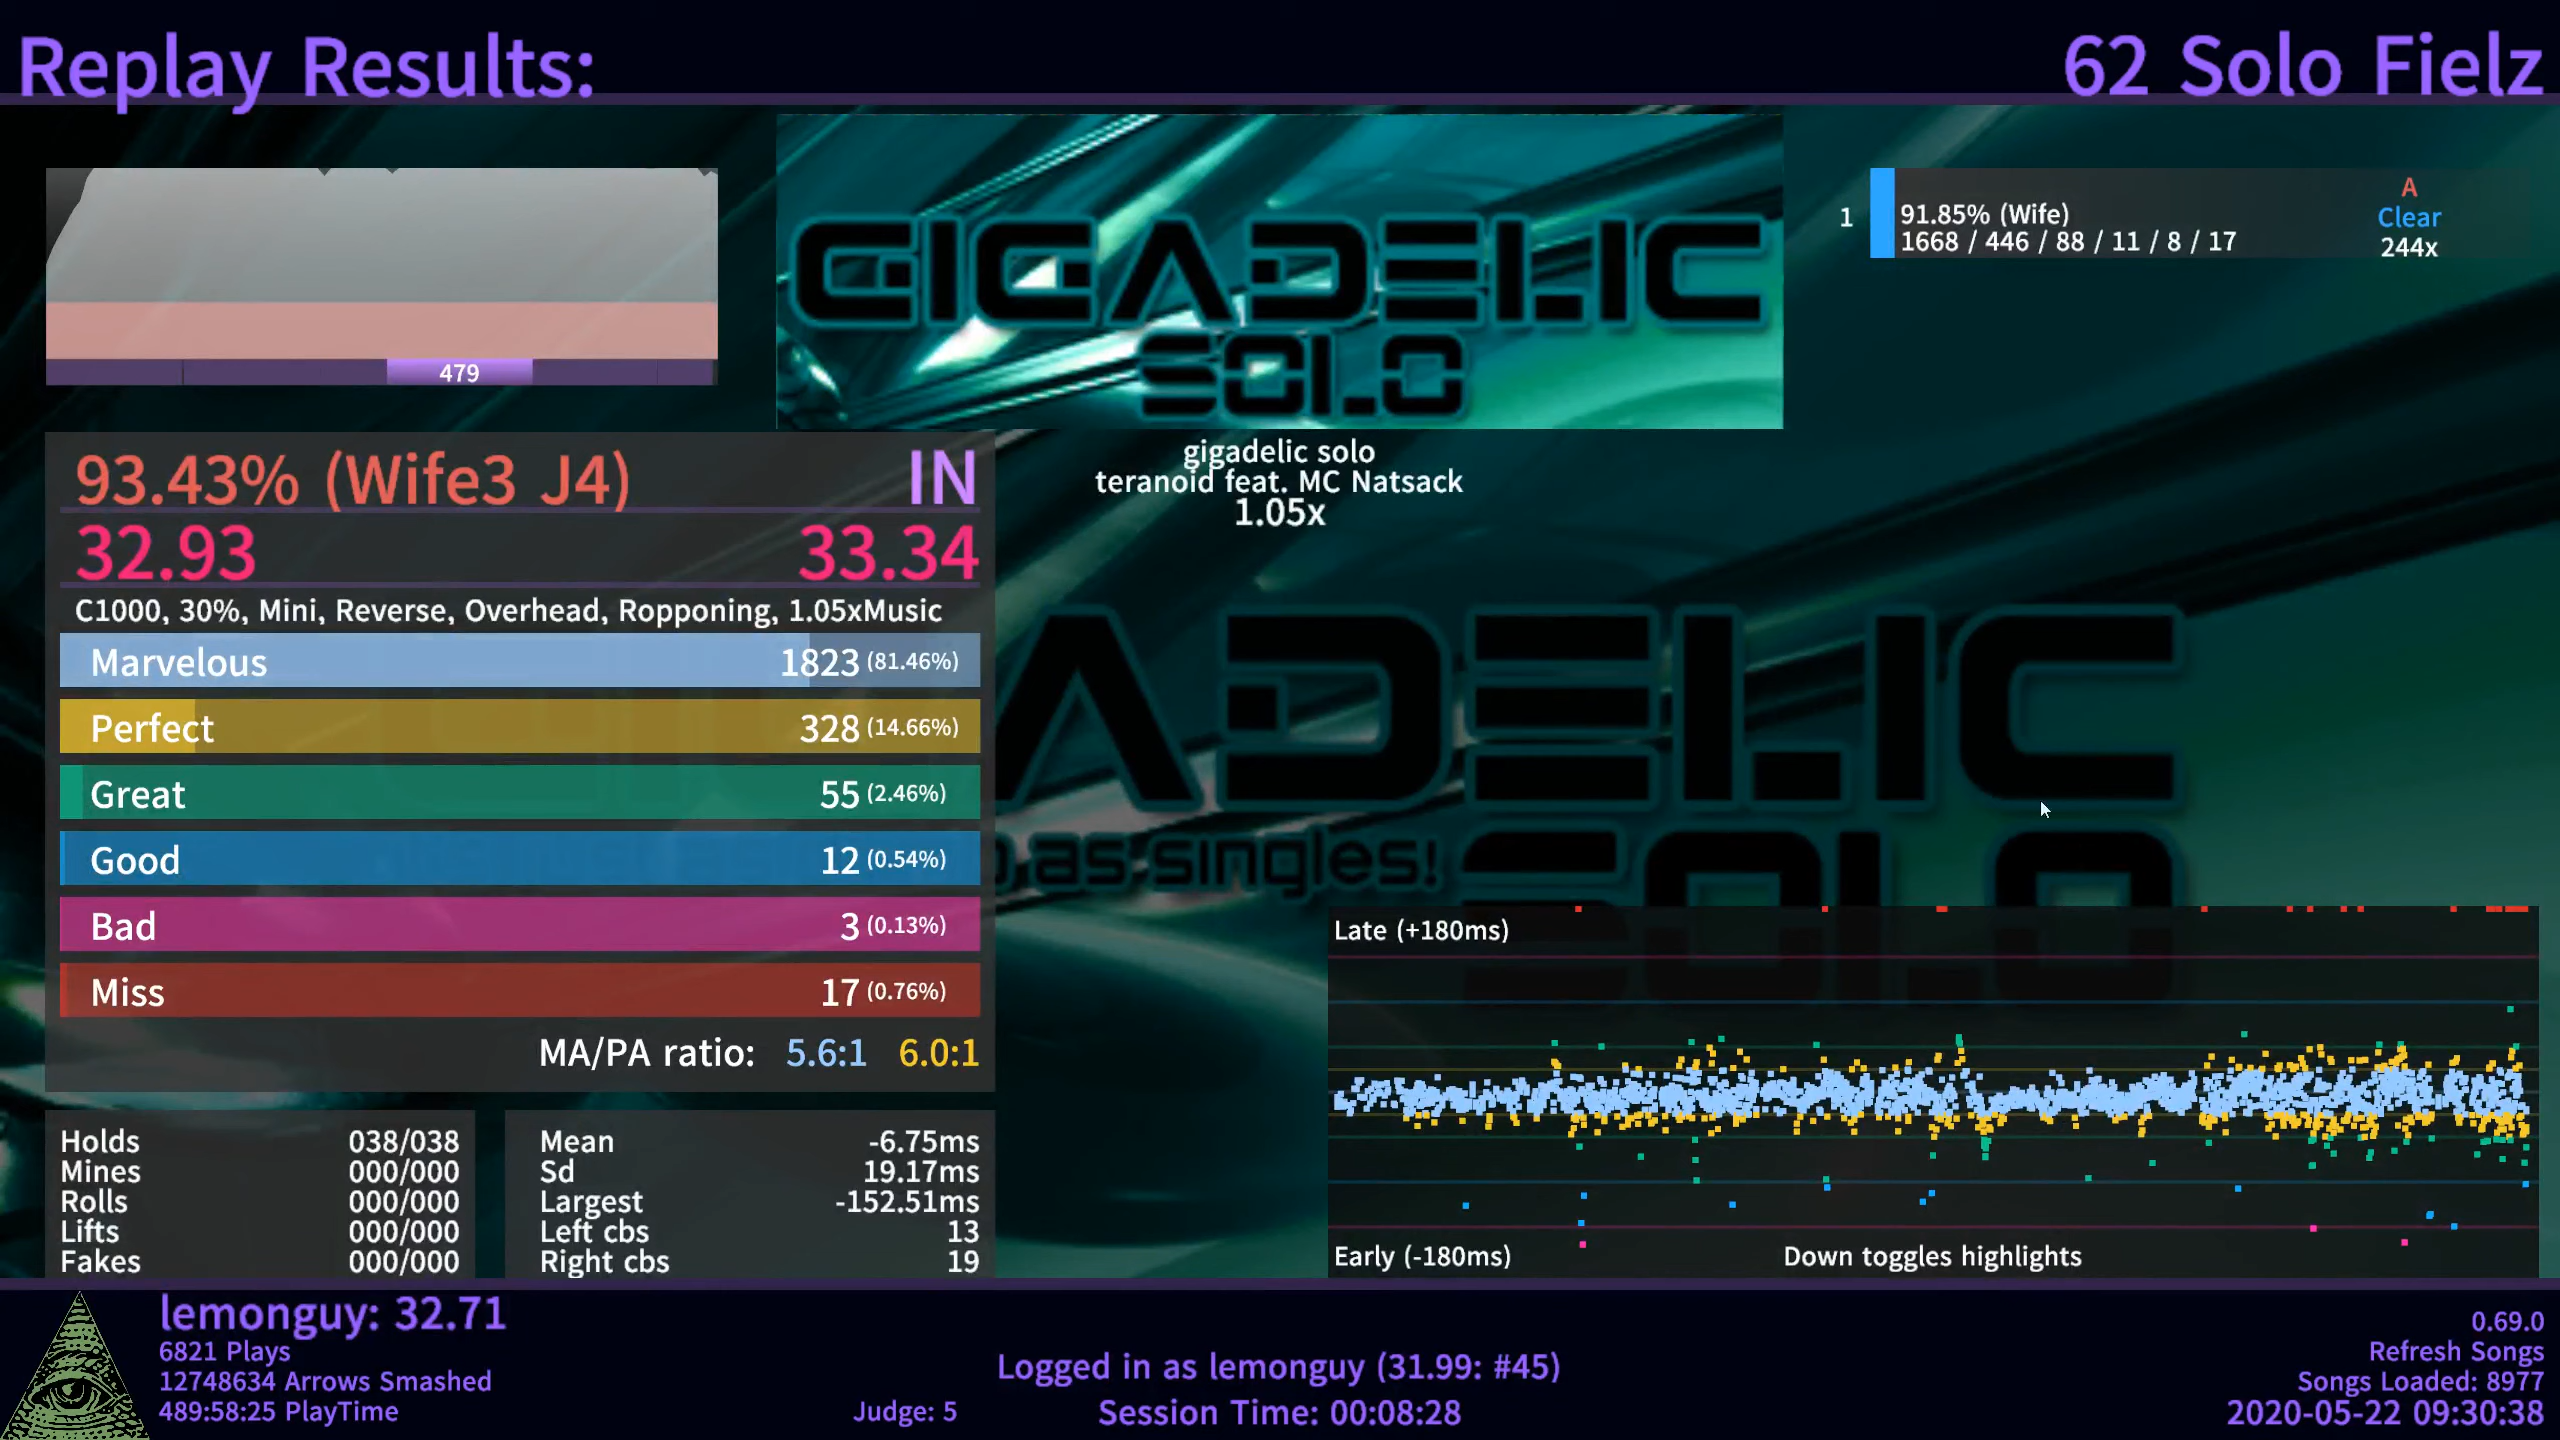 Replay Results:
62 Solo Fielz
479
GIGADELIC
SOLO
1
91.85% (Wife)
1668 / 446 / 88 / 11 / 8 / 17
A
Clear
244x
gigadelic solo
teranoid feat. MC Natsack
1.05x
93.43% (Wife3 J4) IN
32.93 33.34
C1000, 30%, Mini, Reverse, Overhead, Ropponing, 1.05xMusic
Marvelous 1823 (81.46%)
Perfect 328 (14.66%)
Great 55 (2.46%)
Good 12 (0.54%)
Bad 3 (0.13%)
Miss 17 (0.76%)
MA/PA ratio: 5.6:1 6.0:1
ADELIC
as singles!
SOLO
Holds 038/038
Mines 000/000
Rolls 000/000
Lifts 000/000
Fakes 000/000
Mean -6.75ms
Sd 19.17ms
Largest -152.51ms
Left cbs 13
Right cbs 19
Late (+180ms)
Early (-180ms)
Down toggles highlights
lemonguy: 32.71
6821 Plays
12748634 Arrows Smashed
489:58:25 PlayTime
Judge: 5
Logged in as lemonguy (31.99: #45)
Session Time: 00:08:28
0.69.0
Refresh Songs
Songs Loaded: 8977
2020-05-22 09:30:38